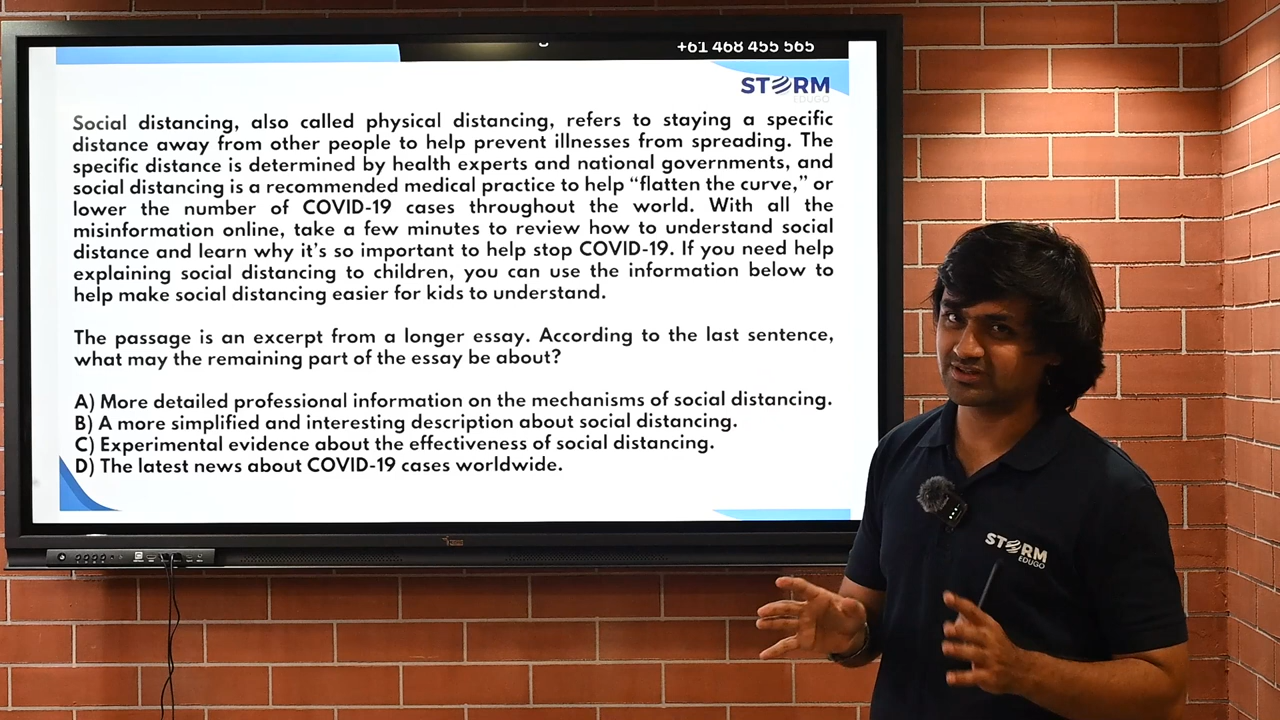 +61 468 455 565
STORM
EDUGO
Social distancing, also called physical distancing, refers to staying a specific
distance away from other people to help prevent illnesses from spreading. The
specific distance is determined by health experts and national governments, and
social distancing is a recommended medical practice to help “flatten the curve,” or
lower the number of COVID-19 cases throughout the world. With all the
misinformation online, take a few minutes to review how to understand social
distance and learn why it’s so important to help stop COVID-19. If you need help
explaining social distancing to children, you can use the information below to
help make social distancing easier for kids to understand.
The passage is an excerpt from a longer essay. According to the last sentence,
what may the remaining part of the essay be about?
A) More detailed professional information on the mechanisms of social distancing.
B) A more simplified and interesting description about social distancing.
C) Experimental evidence about the effectiveness of social distancing.
D) The latest news about COVID-19 cases worldwide.
STORM
EDUGO